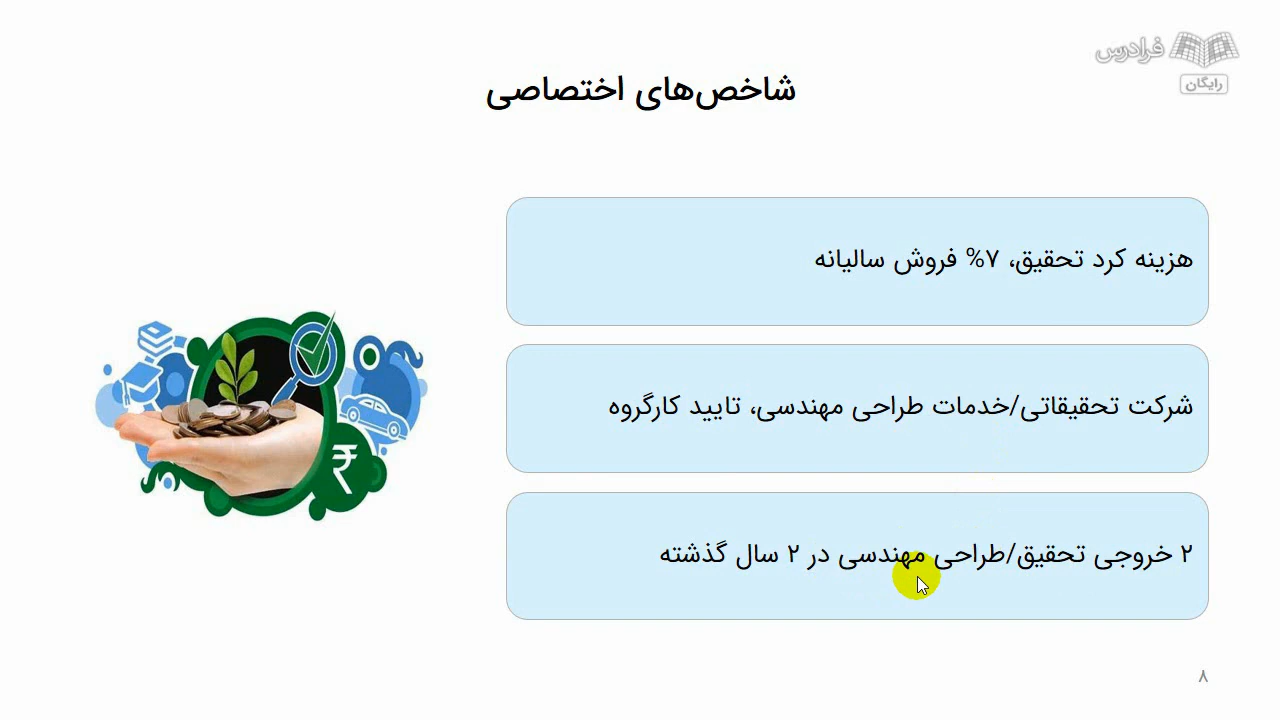 فرادرس
رایگان
شاخص‌های اختصاصی
هزینه کرد تحقیق، ۷% فروش سالیانه
شرکت تحقیقاتی/خدمات طراحی مهندسی، تایید کارگروه
۲ خروجی تحقیق/طراحی مهندسی در ۲ سال گذشته
₹
۸